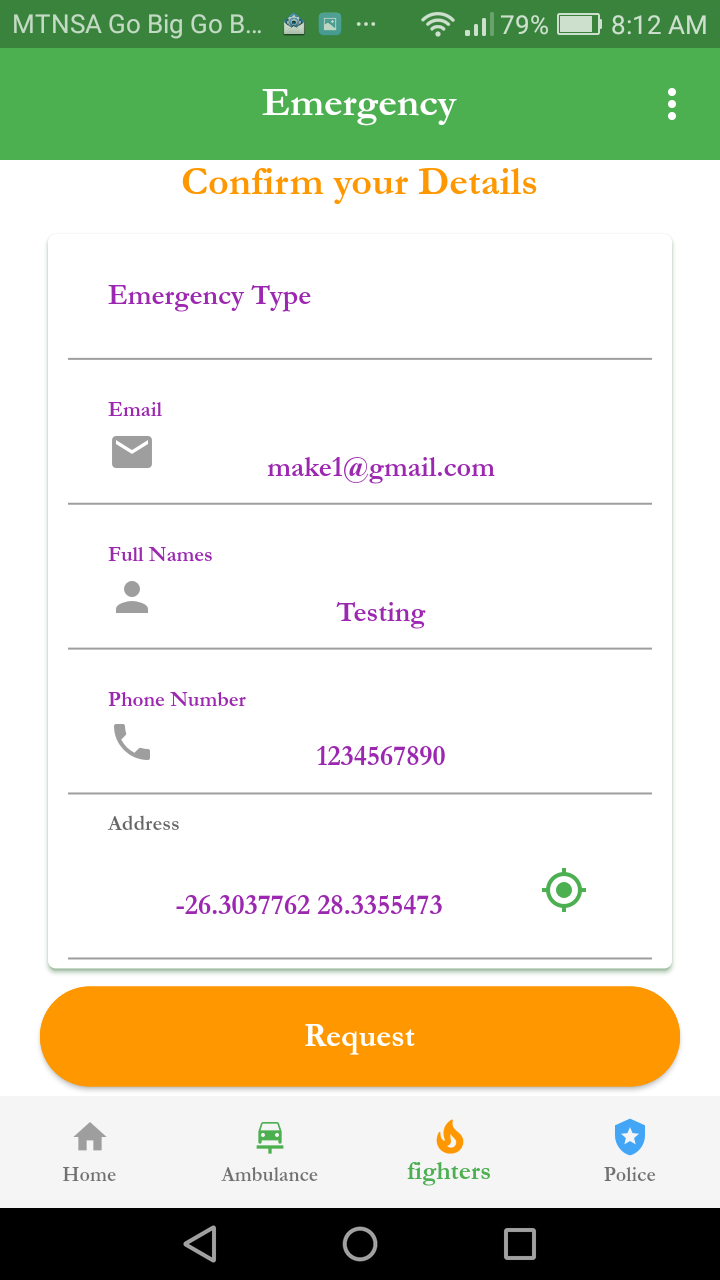 MTNSA Go Big Go B... 79% 8:12 AM
Emergency
Confirm your Details
Emergency Type
Email
make1@gmail.com
Full Names
Testing
Phone Number
1234567890
Address
-26.3037762 28.3355473
Request
Home Ambulance fighters Police